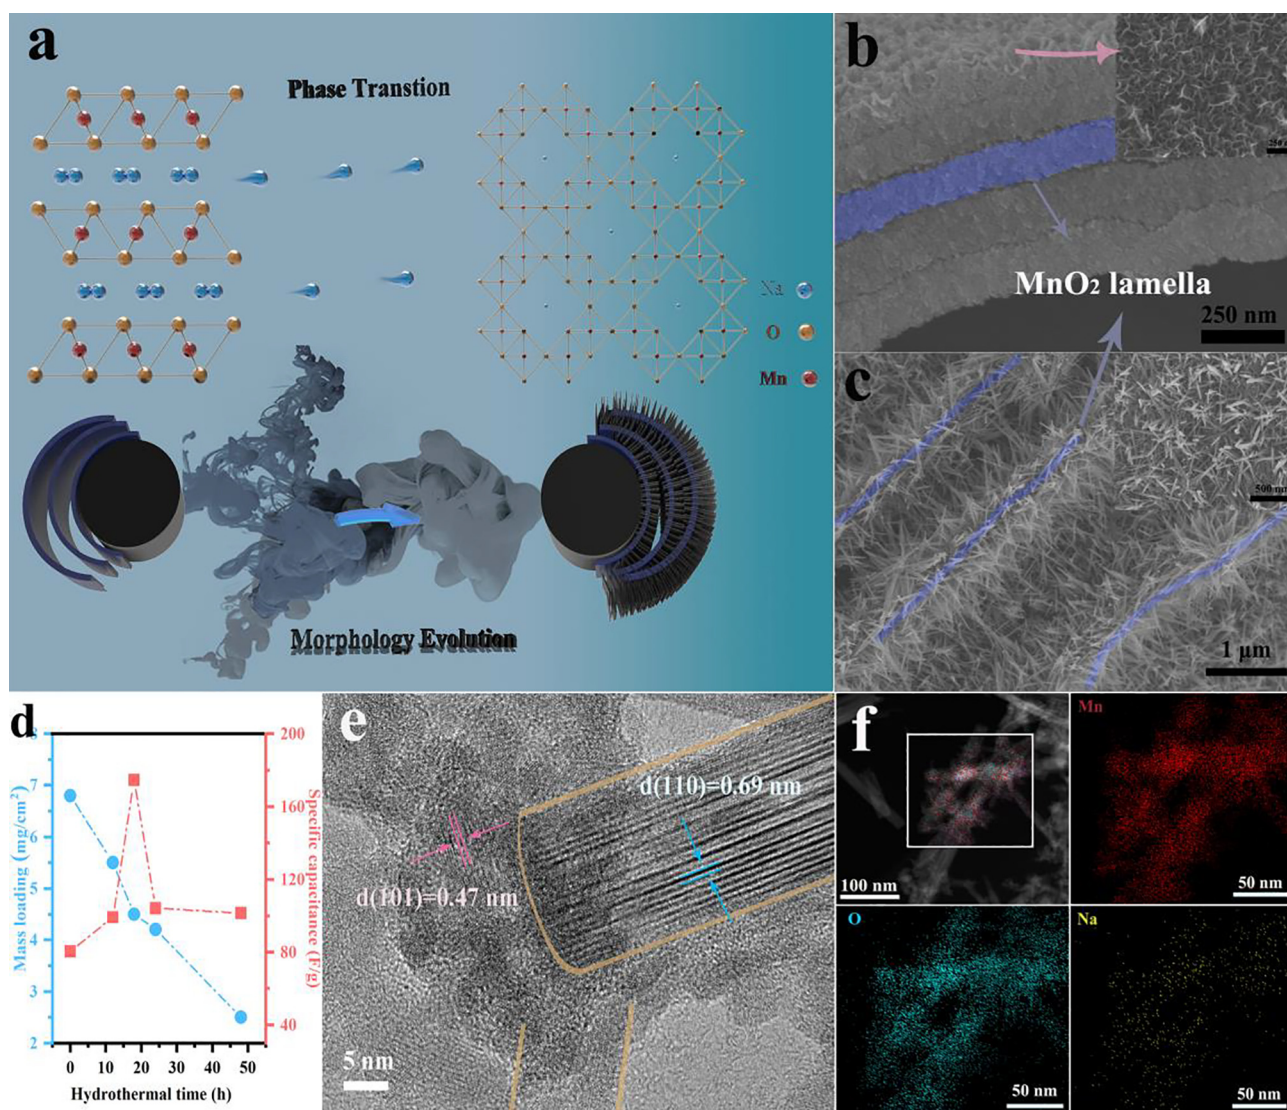 a
Phase Transtion
Na
O
Mn
Morphology Evolution
b
MnO₂ lamella
250 nm
c
500 nm
1 μm
d
Mass loading (mg/cm²)
8
7
6
5
4
3
2
Specific capacitance (F/g)
200
160
120
80
40
0 10 20 30 40 50
Hydrothermal time (h)
e
d(110)=0.69 nm
d(101)=0.47 nm
5 nm
f
100 nm
Mn
50 nm
O
50 nm
Na
50 nm